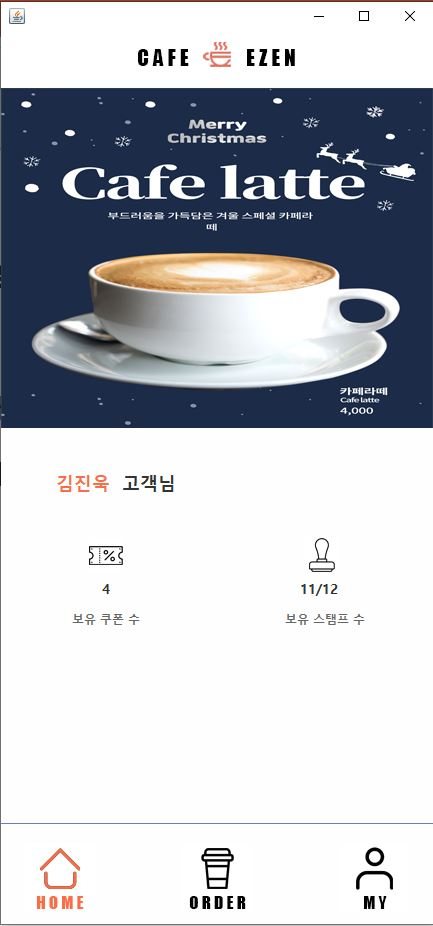 CAFE EZEN
Merry
Christmas
Cafe latte
부드러움을 가득담은 겨울 스페셜 카페라
떼
카페라떼
Cafe latte
4,000
김진욱 고객님
4
11/12
보유 쿠폰 수
보유 스탬프 수
HOME
ORDER
MY